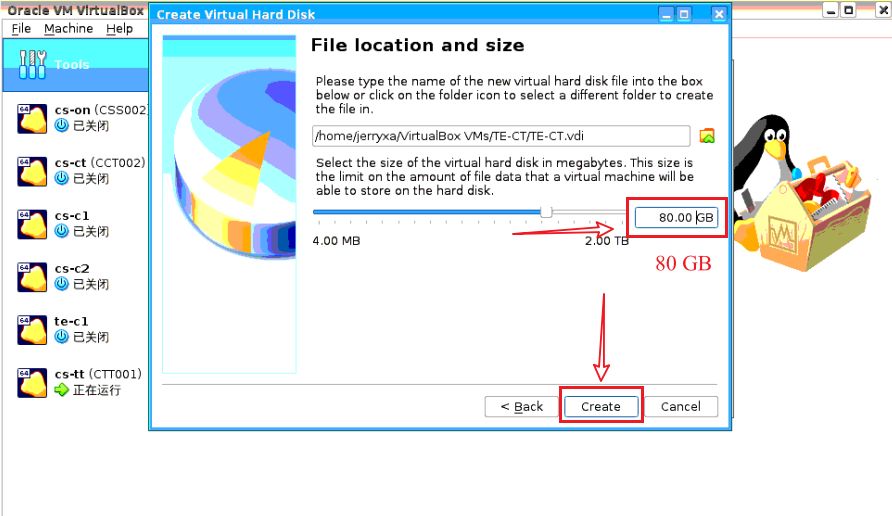 Oracle VM VirtualBox
File Machine Help
Tools
cs-on (CSS002)
已关闭
cs-ct (CCT002)
已关闭
cs-c1
已关闭
cs-c2
已关闭
te-c1
已关闭
cs-tt (CTT001)
正在运行
Create Virtual Hard Disk
File location and size
Please type the name of the new virtual hard disk file into the box
below or click on the folder icon to select a different folder to create
the file in.
/home/jerryxa/VirtualBox VMs/TE-CT/TE-CT.vdi
Select the size of the virtual hard disk in megabytes. This size is
the limit on the amount of file data that a virtual machine will be
able to store on the hard disk.
80.00 GB
4.00 MB 2.00 TB
80 GB
< Back Create Cancel